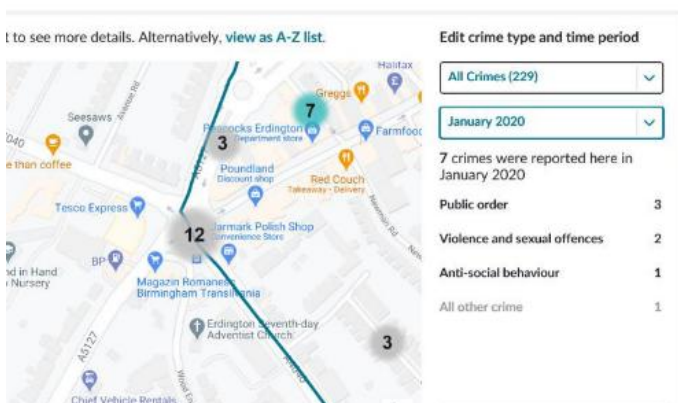 t to see more details. Alternatively, view as A-Z list.
Edit crime type and time period
All Crimes (229)
January 2020
7 crimes were reported here in
January 2020
Public order 3
Violence and sexual offences 2
Anti-social behaviour 1
All other crime 1
Halifax
Greggs
7
Seesaws
Peacocks Erdington
Department store
Farmfoo
3
e than coffee
Poundland
Discount shop
Red Couch
Takeaway - Delivery
Tesco Express
12
Jarmark Polish Shop
Convenience Store
BP
nd in Hand
Nursery
Magazin Romanesc
Birmingham Transilvania
Erdington Seventh-day
Adventist Church
3
A5127
Chief Vehicle Rentals